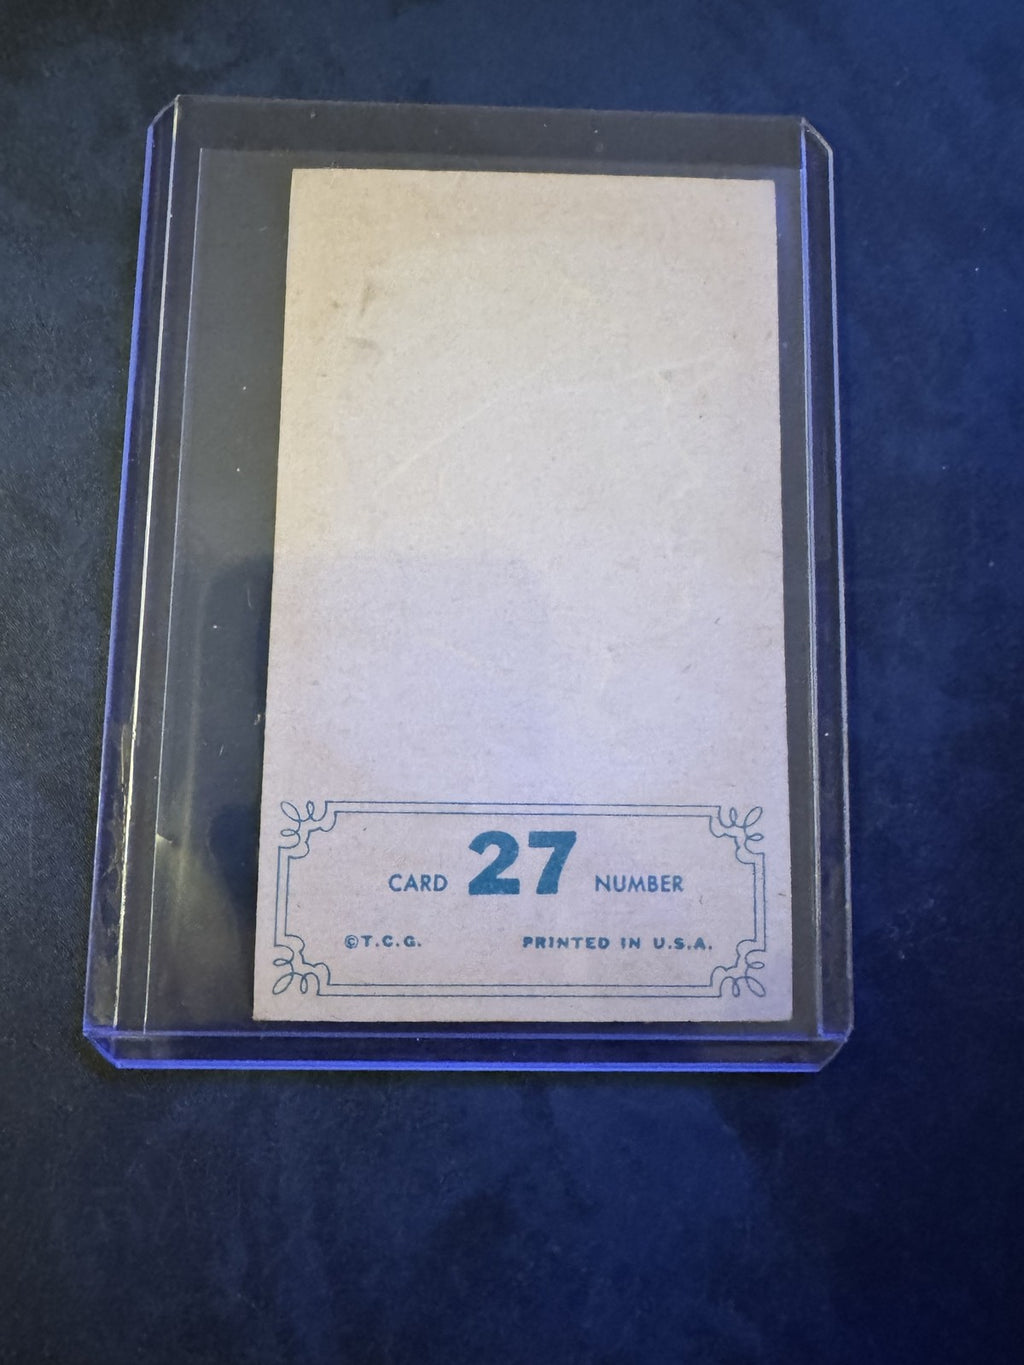 CARD 27 NUMBER
©T.C.G. PRINTED IN U.S.A.